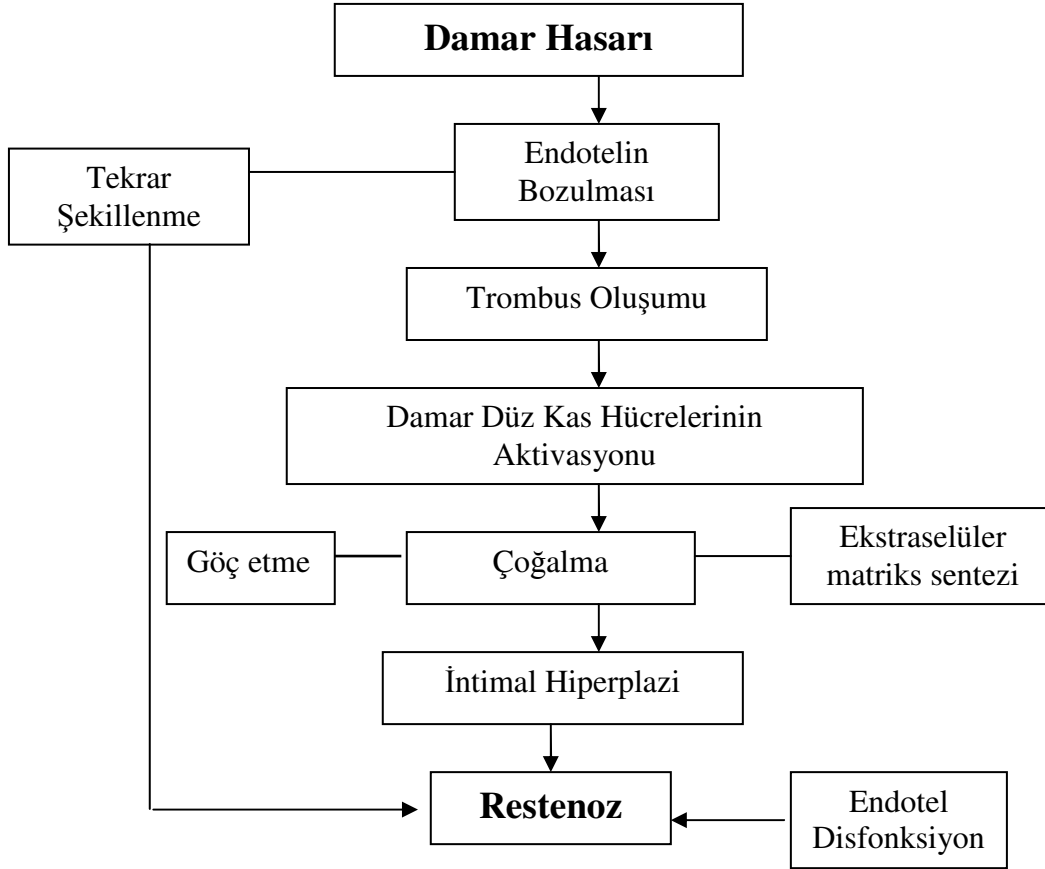 Damar Hasarı
Endotelin
Bozulması
Tekrar
Şekillenme
Trombus Oluşumu
Damar Düz Kas Hücrelerinin
Aktivasyonu
Göç etme
Çoğalma
Ekstraselüler
matriks sentezi
İntimal Hiperplazi
Restenoz
Endotel
Disfonksiyon